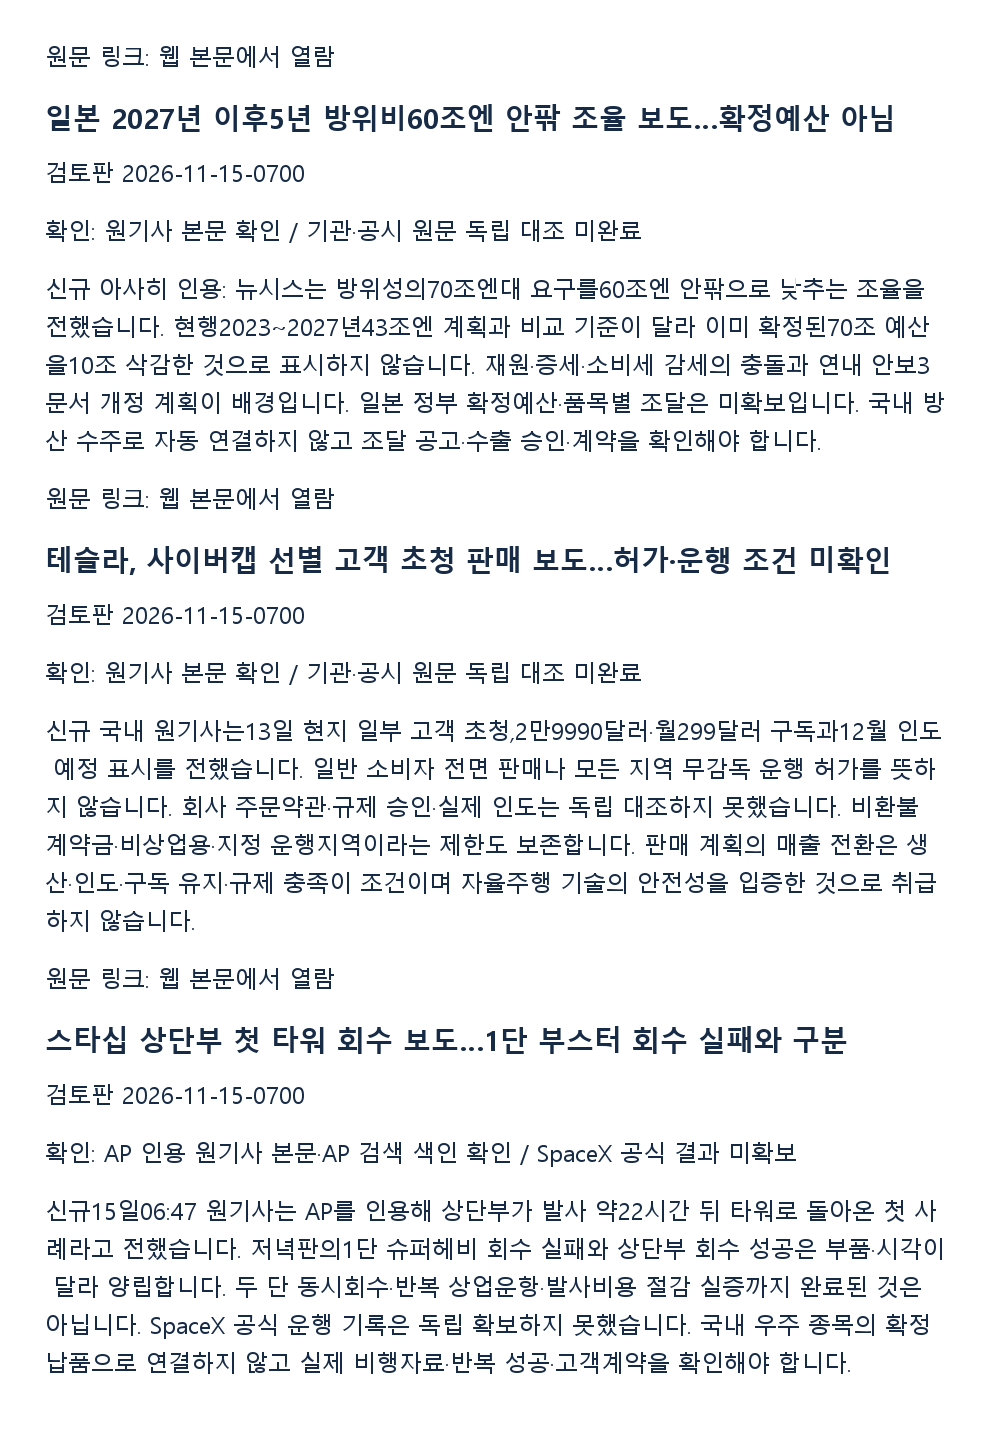 원문 링크: 웹 본문에서 열람
일본 2027년 이후5년 방위비60조엔 안팎 조율 보도...확정예산 아님
검토판 2026-11-15-0700
확인: 원기사 본문 확인 / 기관·공시 원문 독립 대조 미완료
신규 아사히 인용: 뉴시스는 방위성의70조엔대 요구를60조엔 안팎으로 낮추는 조율을
전했습니다. 현행2023~2027년43조엔 계획과 비교 기준이 달라 이미 확정된70조 예산
을10조 삭감한 것으로 표시하지 않습니다. 재원·증세·소비세 감세의 충돌과 연내 안보3
문서 개정 계획이 배경입니다. 일본 정부 확정예산·품목별 조달은 미확보입니다. 국내 방
산 수주로 자동 연결하지 않고 조달 공고·수출 승인·계약을 확인해야 합니다.
원문 링크: 웹 본문에서 열람
테슬라, 사이버캡 선별 고객 초청 판매 보도...허가·운행 조건 미확인
검토판 2026-11-15-0700
확인: 원기사 본문 확인 / 기관·공시 원문 독립 대조 미완료
신규 국내 원기사는13일 현지 일부 고객 초청,2만9990달러·월299달러 구독과12월 인도
예정 표시를 전했습니다. 일반 소비자 전면 판매나 모든 지역 무감독 운행 허가를 뜻하
지 않습니다. 회사 주문약관·규제 승인·실제 인도는 독립 대조하지 못했습니다. 비환불
계약금·비상업용·지정 운행지역이라는 제한도 보존합니다. 판매 계획의 매출 전환은 생
산·인도·구독 유지·규제 충족이 조건이며 자율주행 기술의 안전성을 입증한 것으로 취급
하지 않습니다.
원문 링크: 웹 본문에서 열람
스타십 상단부 첫 타워 회수 보도...1단 부스터 회수 실패와 구분
검토판 2026-11-15-0700
확인: AP 인용 원기사 본문·AP 검색 색인 확인 / SpaceX 공식 결과 미확보
신규15일06:47 원기사는 AP를 인용해 상단부가 발사 약22시간 뒤 타워로 돌아온 첫 사
례라고 전했습니다. 저녁판의1단 슈퍼헤비 회수 실패와 상단부 회수 성공은 부품·시각이
달라 양립합니다. 두 단 동시회수·반복 상업운항·발사비용 절감 실증까지 완료된 것은
아닙니다. SpaceX 공식 운행 기록은 독립 확보하지 못했습니다. 국내 우주 종목의 확정
납품으로 연결하지 않고 실제 비행자료·반복 성공·고객계약을 확인해야 합니다.